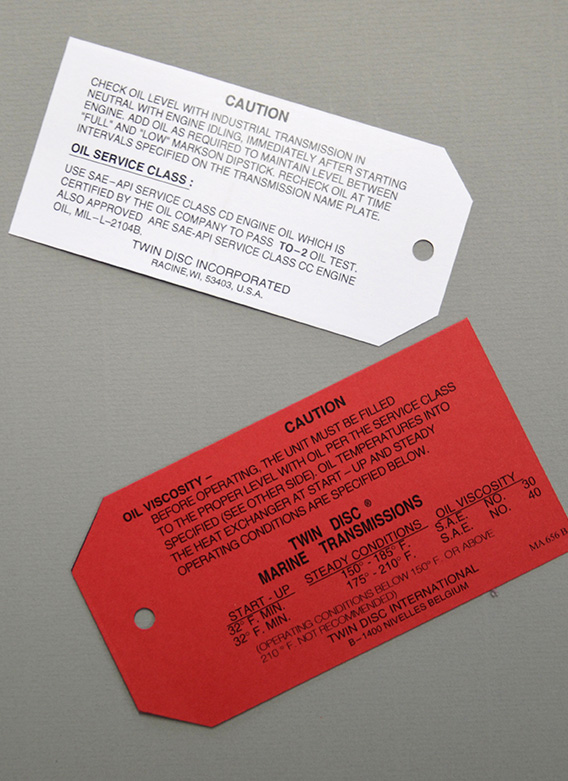 CAUTION
CHECK OIL LEVEL WITH INDUSTRIAL TRANSMISSION IN
NEUTRAL WITH ENGINE IDLING, IMMEDIATELY AFTER STARTING
ENGINE. ADD OIL AS REQUIRED TO MAINTAIN LEVEL, BETWEEN
"FULL" AND "LOW" MARKSON DIPSTICK. RECHECK OIL AT TIME
INTERVALS SPECIFIED ON THE TRANSMISSION NAME PLATE.
OIL SERVICE CLASS :
USE SAE-API SERVICE CLASS CD ENGINE OIL WHICH IS
CERTIFIED BY THE OIL COMPANY TO PASS TO-2 OIL TEST.
ALSO APPROVED ARE SAE-API SERVICE CLASS CC ENGINE
OIL, MIL-L-2104B.
TWIN DISC INCORPORATED
RACINE, WI, 53403, U.S.A.
CAUTION
OIL VISCOSITY -
BEFORE OPERATING, THE UNIT MUST BE FILLED
TO THE PROPER LEVEL WITH OIL PER THE SERVICE CLASS
SPECIFIED (SEE OTHER SIDE). OIL TEMPERATURES INTO
THE HEAT EXCHANGER AT START - UP AND STEADY
OPERATING CONDITIONS ARE SPECIFIED BELOW.
TWIN DISC ®
MARINE TRANSMISSIONS
START - UP STEADY CONDITIONS OIL VISCOSITY
32° F. MIN. 150° - 185° F. S.A.E. NO. 30
32° F. MIN. 175° - 210° F. S.A.E. NO. 40
(OPERATING CONDITIONS BELOW 150° F. OR ABOVE
210 ° F. NOT RECOMMENDED)
TWIN DISC INTERNATIONAL
B-1400 NIVELLES BELGIUM
MA.656 B